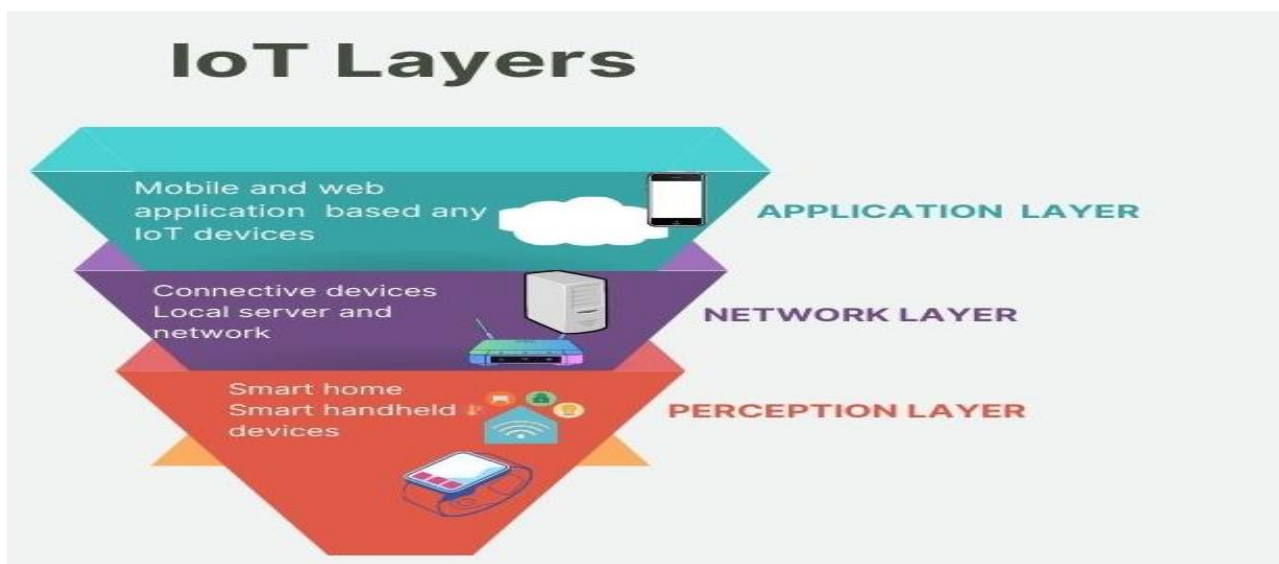 IoT Layers
Mobile and web
application based any
IoT devices
APPLICATION LAYER
Connective devices
Local server and
network
NETWORK LAYER
Smart home
Smart handheld
devices
PERCEPTION LAYER